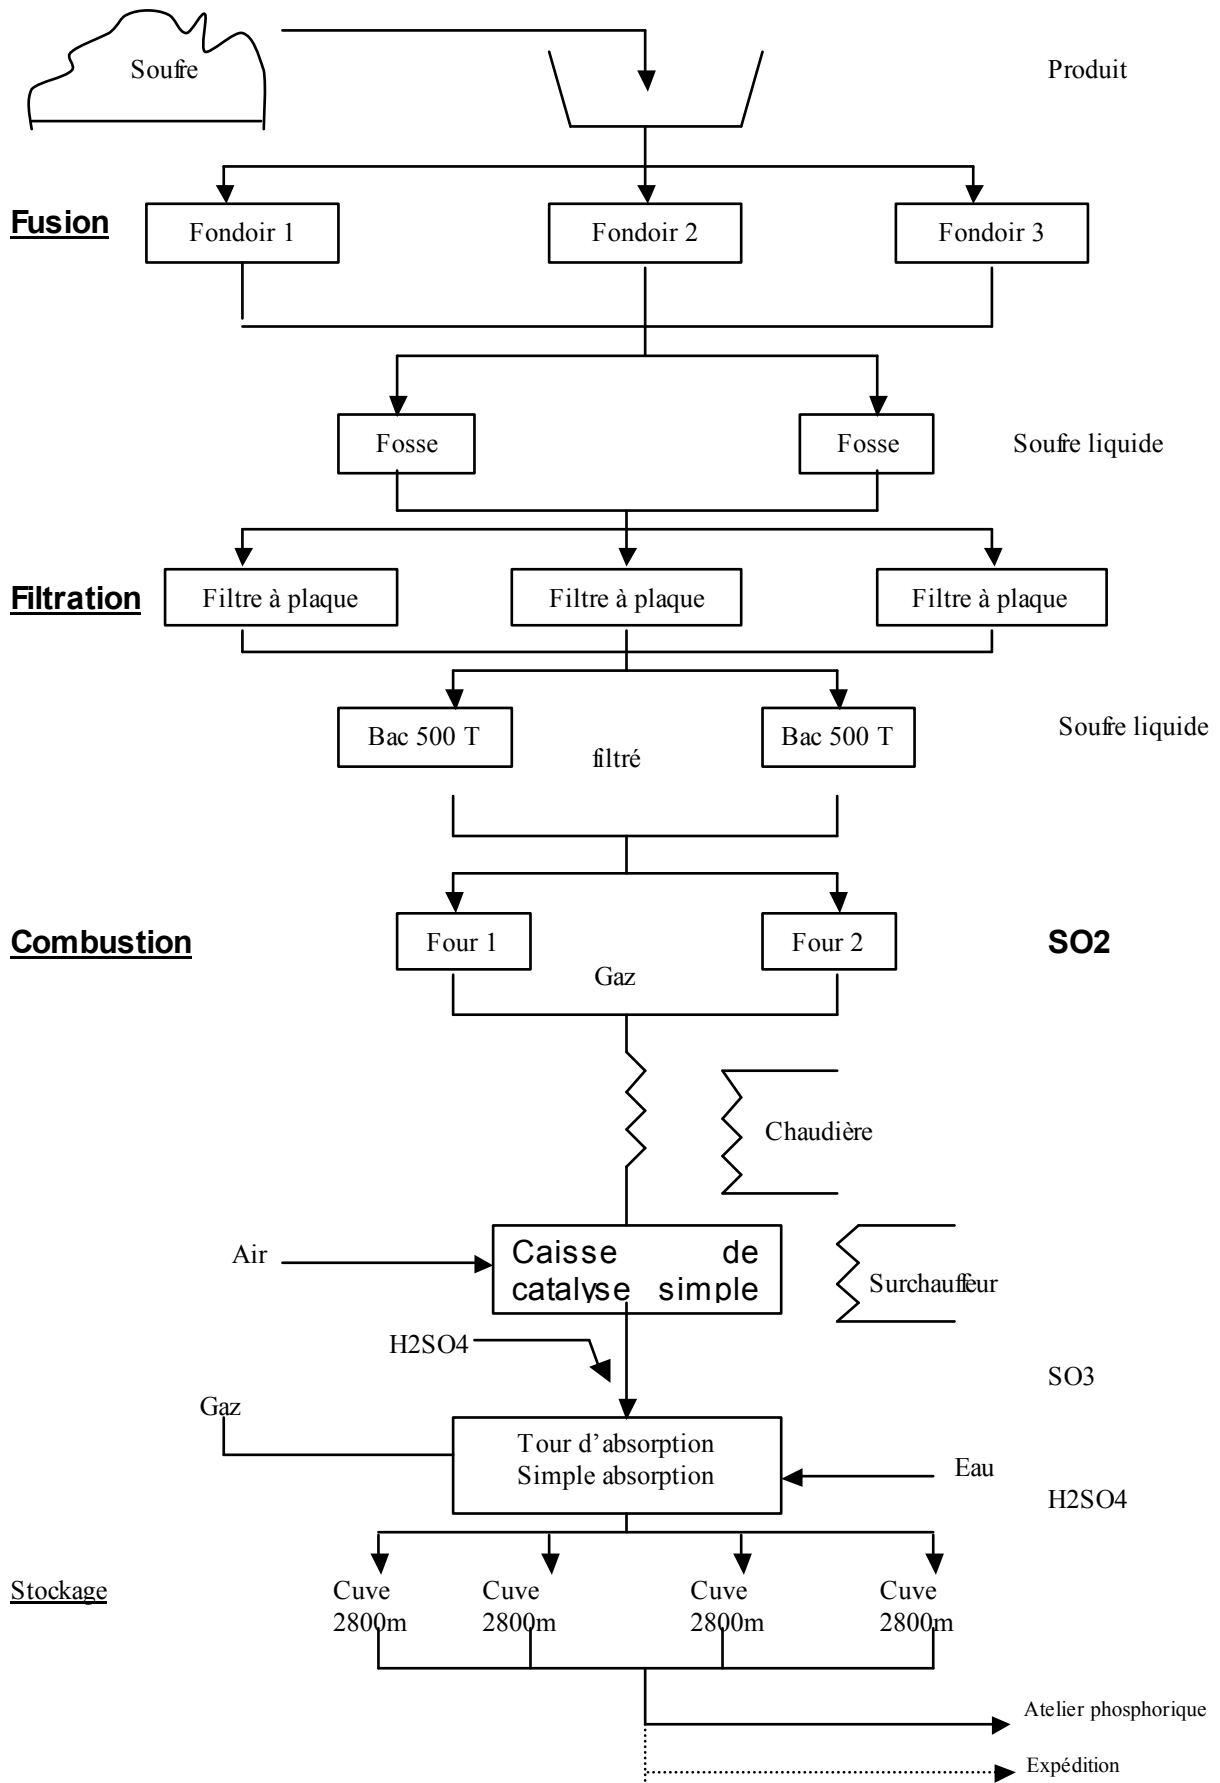 Soufre
Produit
Fusion
Fondoir 1
Fondoir 2
Fondoir 3
Fosse
Fosse
Soufre liquide
Filtration
Filtre à plaque
Filtre à plaque
Filtre à plaque
Bac 500 T
filtré
Bac 500 T
Soufre liquide
Combustion
Four 1
Gaz
Four 2
SO2
Chaudière
Air
Caisse de
catalyse simple
Surchauffeur
H2SO4
SO3
Gaz
Tour d’absorption
Simple absorption
Eau
H2SO4
Stockage
Cuve
2800m
Cuve
2800m
Cuve
2800m
Cuve
2800m
Atelier phosphorique
Expédition